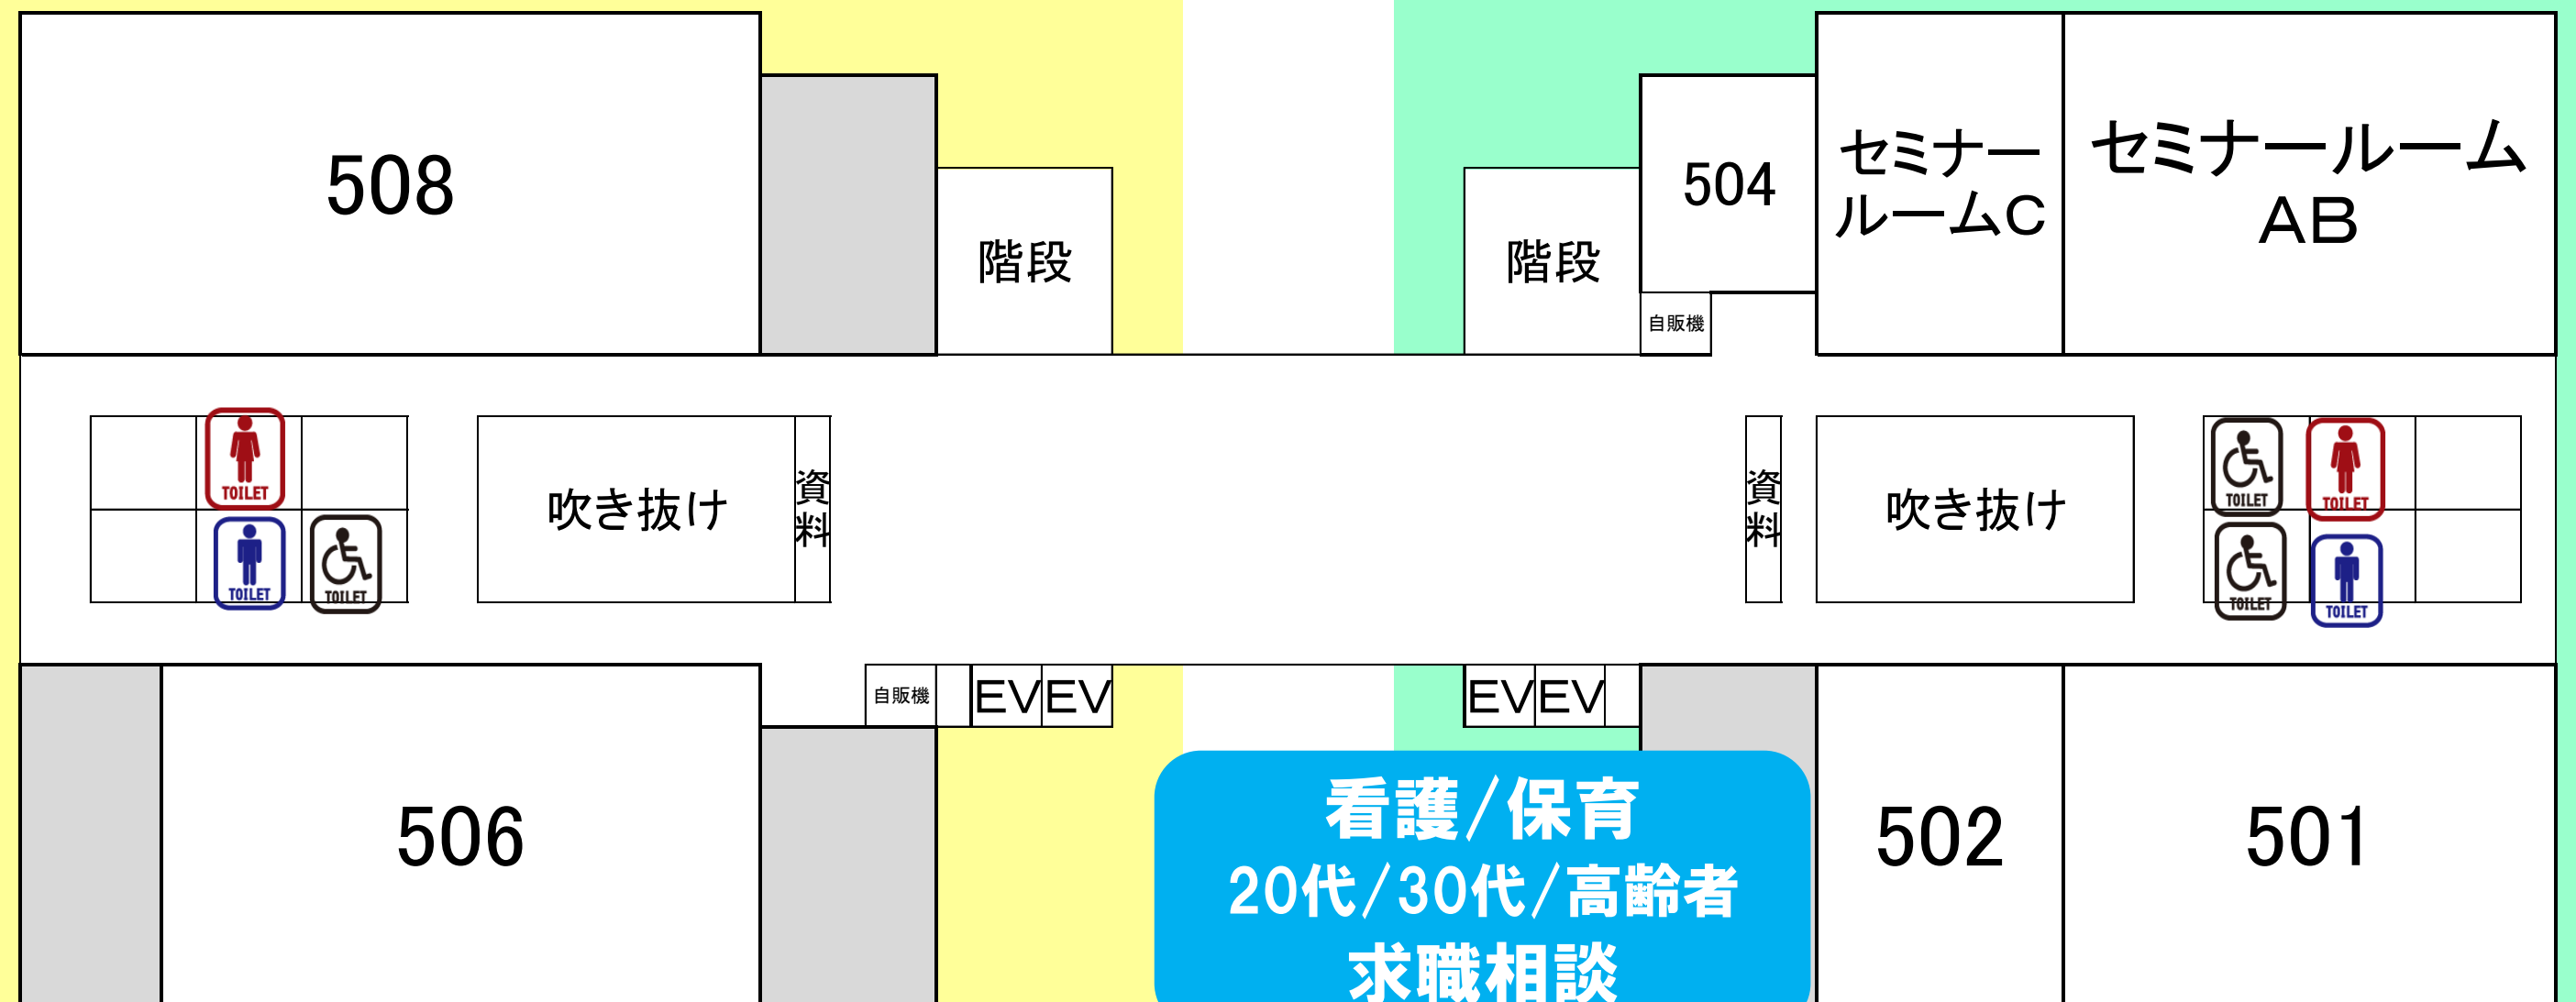 508
階段
階段
504
自販機
セミナー
ルームC
セミナールーム
AB
TOILET
TOILET
TOILET
吹き抜け
資料
資料
吹き抜け
TOILET
TOILET
TOILET
TOILET
506
自販機
EV
EV
EV
EV
看護/保育
20代/30代/高齢者
求職相談
502
501